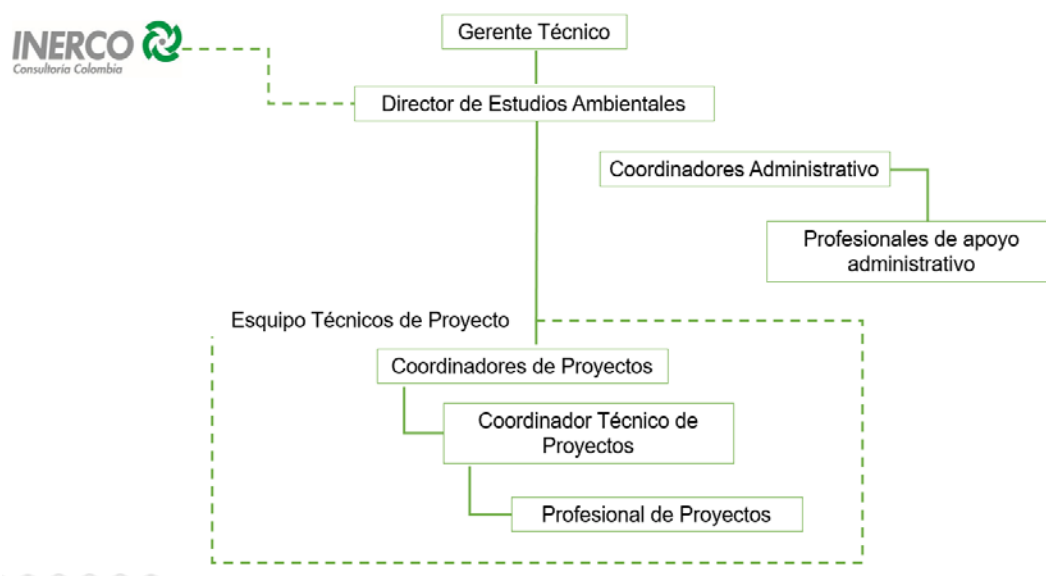 INERCO
Consultoria Colombia
Gerente Técnico
Director de Estudios Ambientales
Coordinadores Administrativo
Profesionales de apoyo
administrativo
Esquipo Técnicos de Proyecto
Coordinadores de Proyectos
Coordinador Técnico de
Proyectos
Profesional de Proyectos